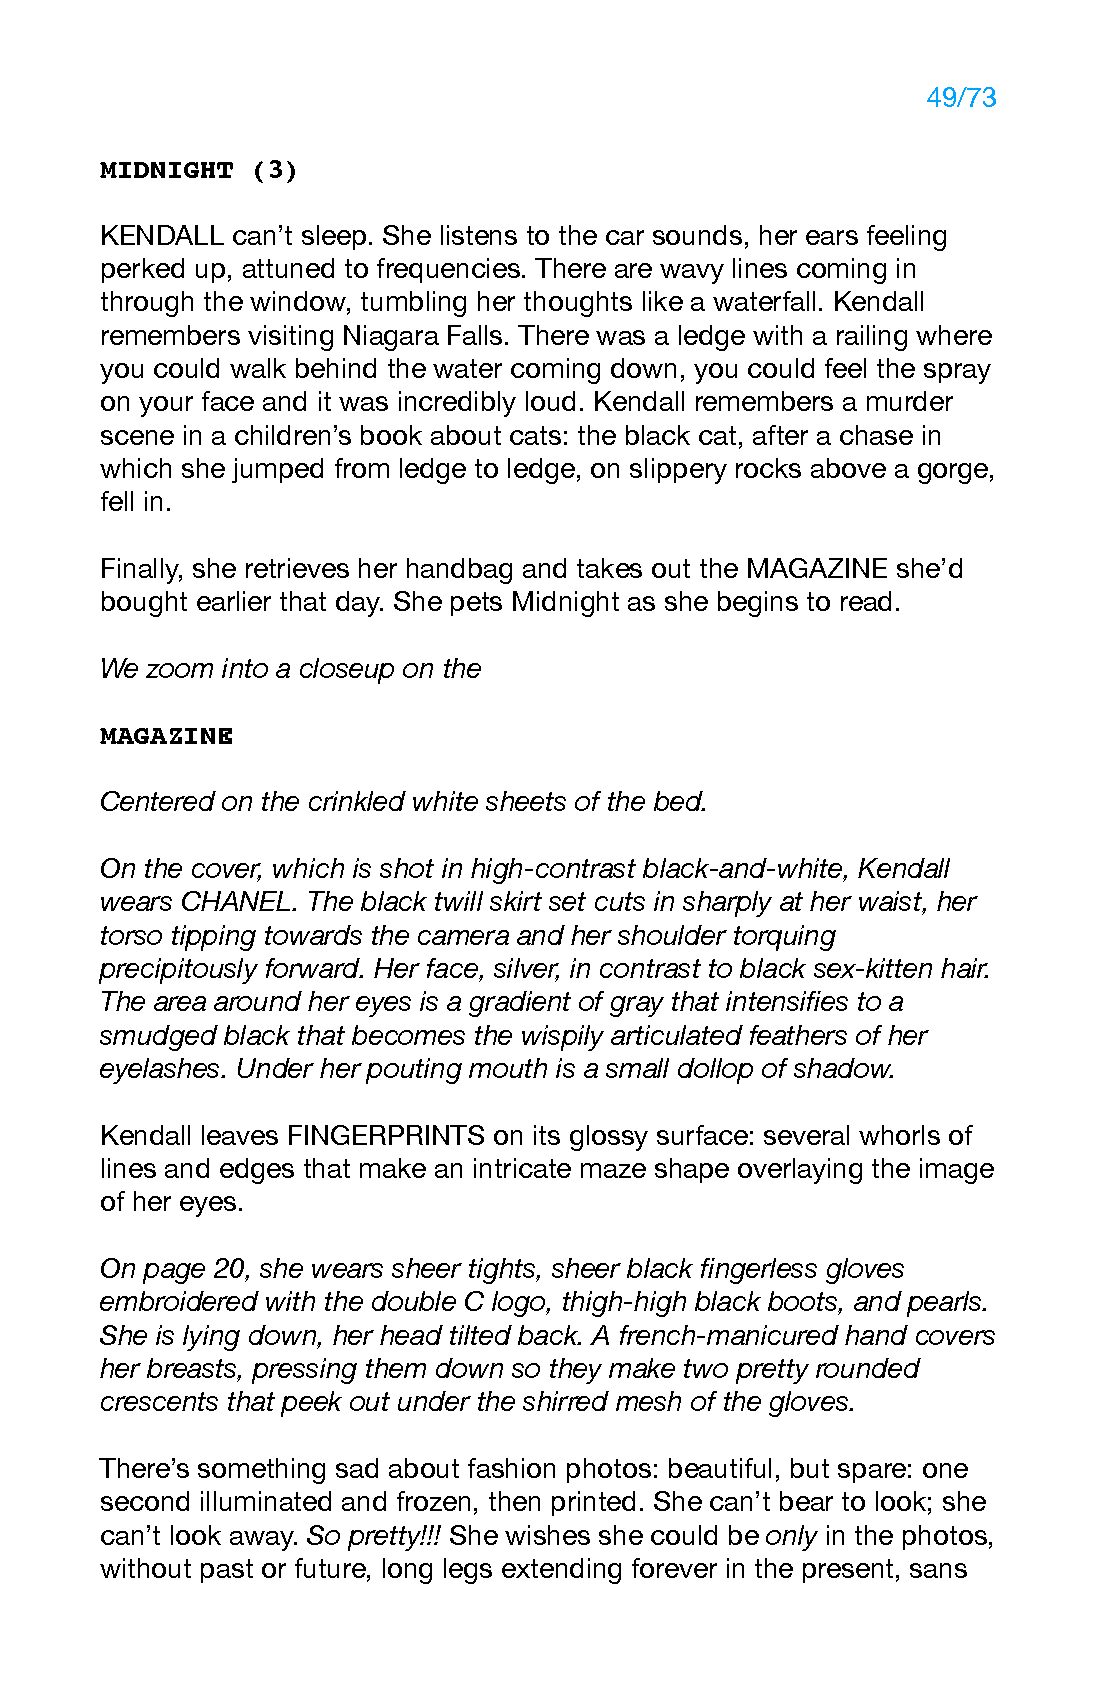 49/73
MIDNIGHT (3)
KENDALL can’t sleep. She listens to the car sounds, her ears feeling
perked up, attuned to frequencies. There are wavy lines coming in
through the window, tumbling her thoughts like a waterfall. Kendall
remembers visiting Niagara Falls. There was a ledge with a railing where
you could walk behind the water coming down, you could feel the spray
on your face and it was incredibly loud. Kendall remembers a murder
scene in a children’s book about cats: the black cat, after a chase in
which she jumped from ledge to ledge, on slippery rocks above a gorge,
fell in.
Finally, she retrieves her handbag and takes out the MAGAZINE she’d
bought earlier that day. She pets Midnight as she begins to read.
We zoom into a closeup on the
MAGAZINE
Centered on the crinkled white sheets of the bed.
On the cover, which is shot in high-contrast black-and-white, Kendall
wears CHANEL. The black twill skirt set cuts in sharply at her waist, her
torso tipping towards the camera and her shoulder torquing
precipitously forward. Her face, silver, in contrast to black sex-kitten hair.
The area around her eyes is a gradient of gray that intensifies to a
smudged black that becomes the wispily articulated feathers of her
eyelashes. Under her pouting mouth is a small dollop of shadow.
Kendall leaves FINGERPRINTS on its glossy surface: several whorls of
lines and edges that make an intricate maze shape overlaying the image
of her eyes.
On page 20, she wears sheer tights, sheer black fingerless gloves
embroidered with the double C logo, thigh-high black boots, and pearls.
She is lying down, her head tilted back. A french-manicured hand covers
her breasts, pressing them down so they make two pretty rounded
crescents that peek out under the shirred mesh of the gloves.
There’s something sad about fashion photos: beautiful, but spare: one
second illuminated and frozen, then printed. She can’t bear to look; she
can’t look away. So pretty!!! She wishes she could be only in the photos,
without past or future, long legs extending forever in the present, sans